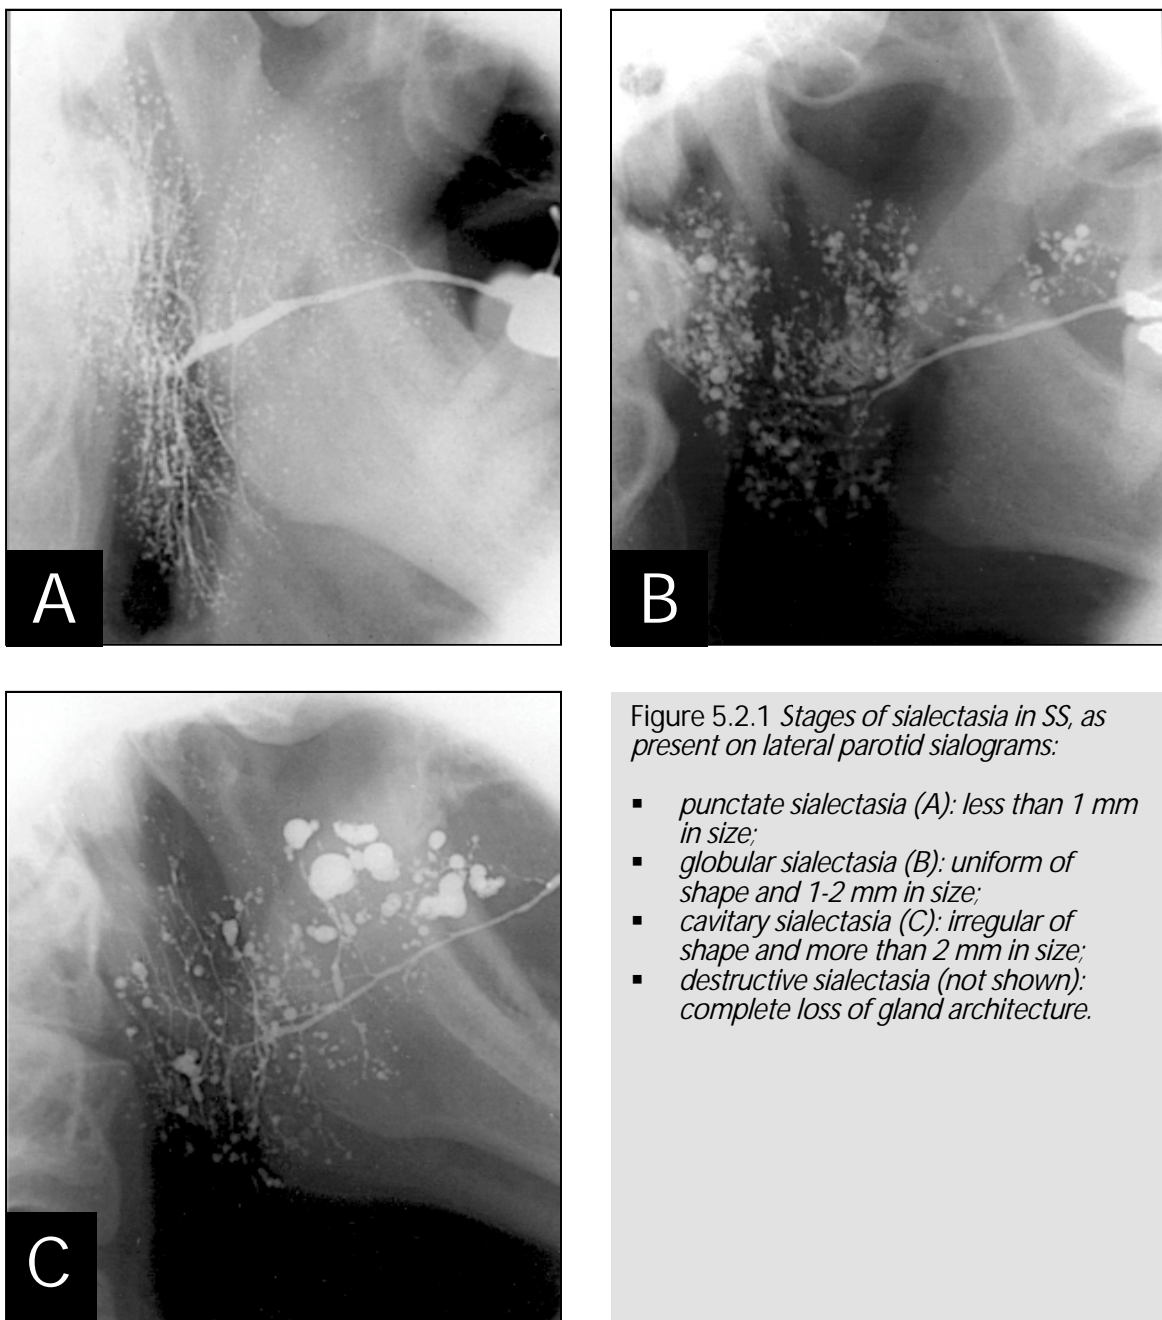 A
B
C
Figure 5.2.1 Stages of sialectasia in SS, as
present on lateral parotid sialograms:
▪ punctate sialectasia (A): less than 1 mm
in size;
▪ globular sialectasia (B): uniform of
shape and 1-2 mm in size;
▪ cavitary sialectasia (C): irregular of
shape and more than 2 mm in size;
▪ destructive sialectasia (not shown):
complete loss of gland architecture.